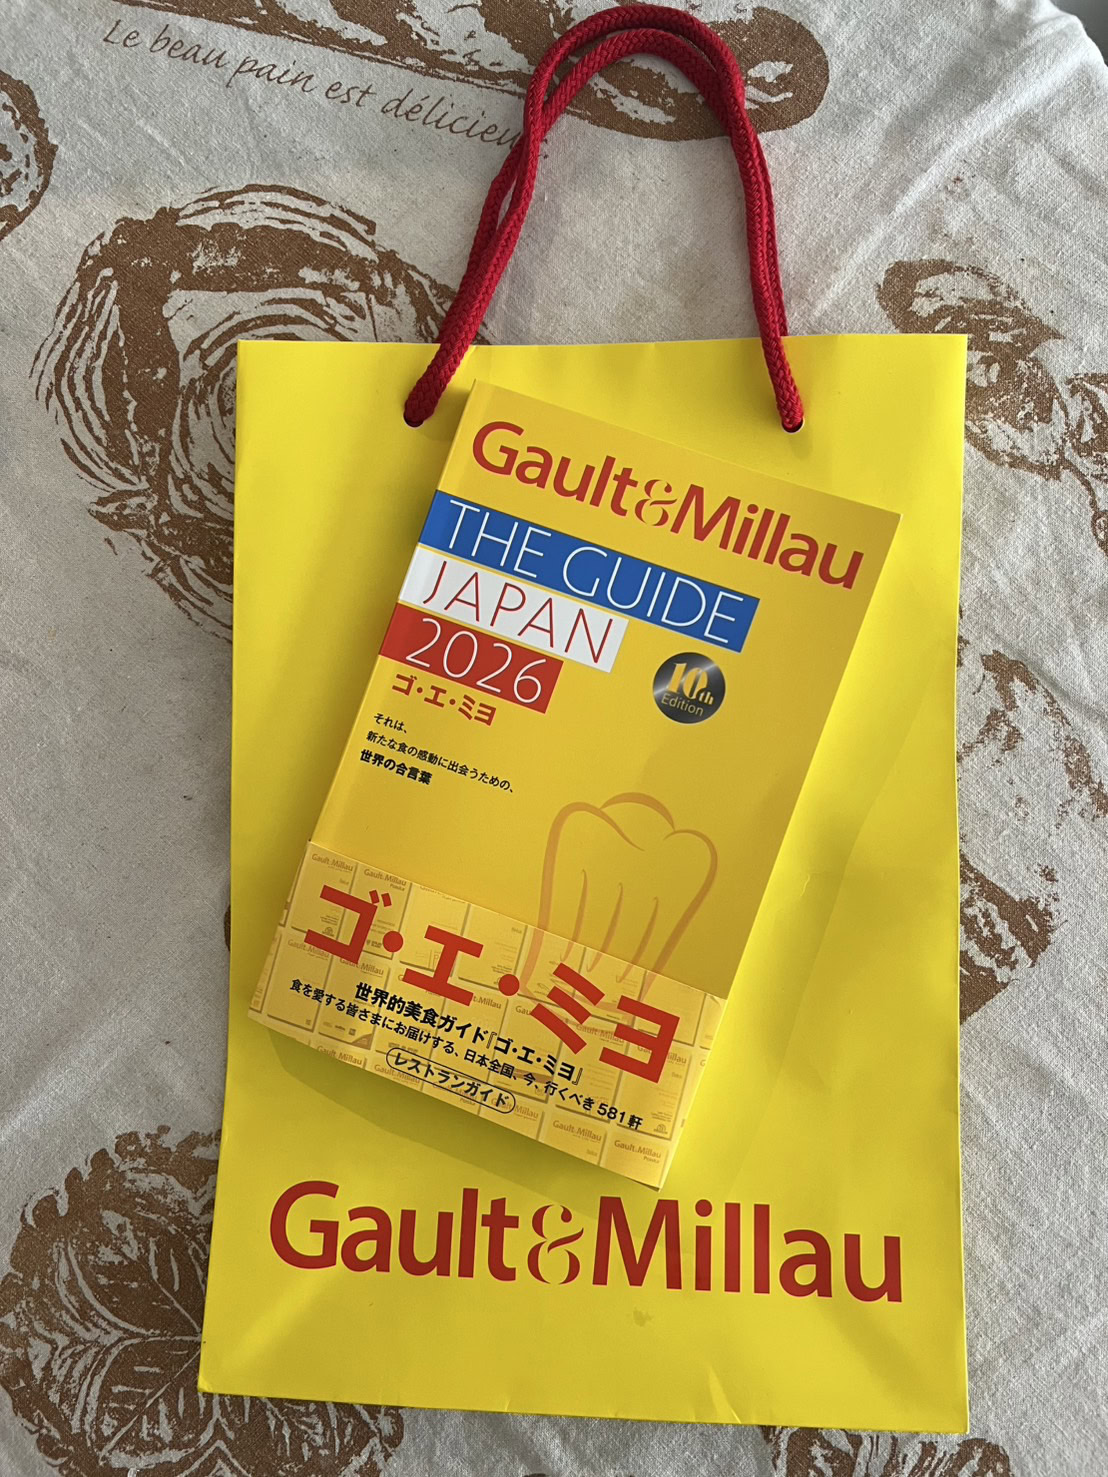 Le beau pain est délicieu
Gault&Millau
THE GUIDE
JAPAN
2026
10th
Edition
ゴ・エ・ミヨ
それは、
新たな食の感動に出会うための、
世界の合言葉
ゴ・エ・ミヨ
世界的美食ガイド『ゴ・エ・ミヨ』
食を愛する皆さまにお届けする、日本全国、今、行くべき581軒
レストランガイド
Gault&Millau